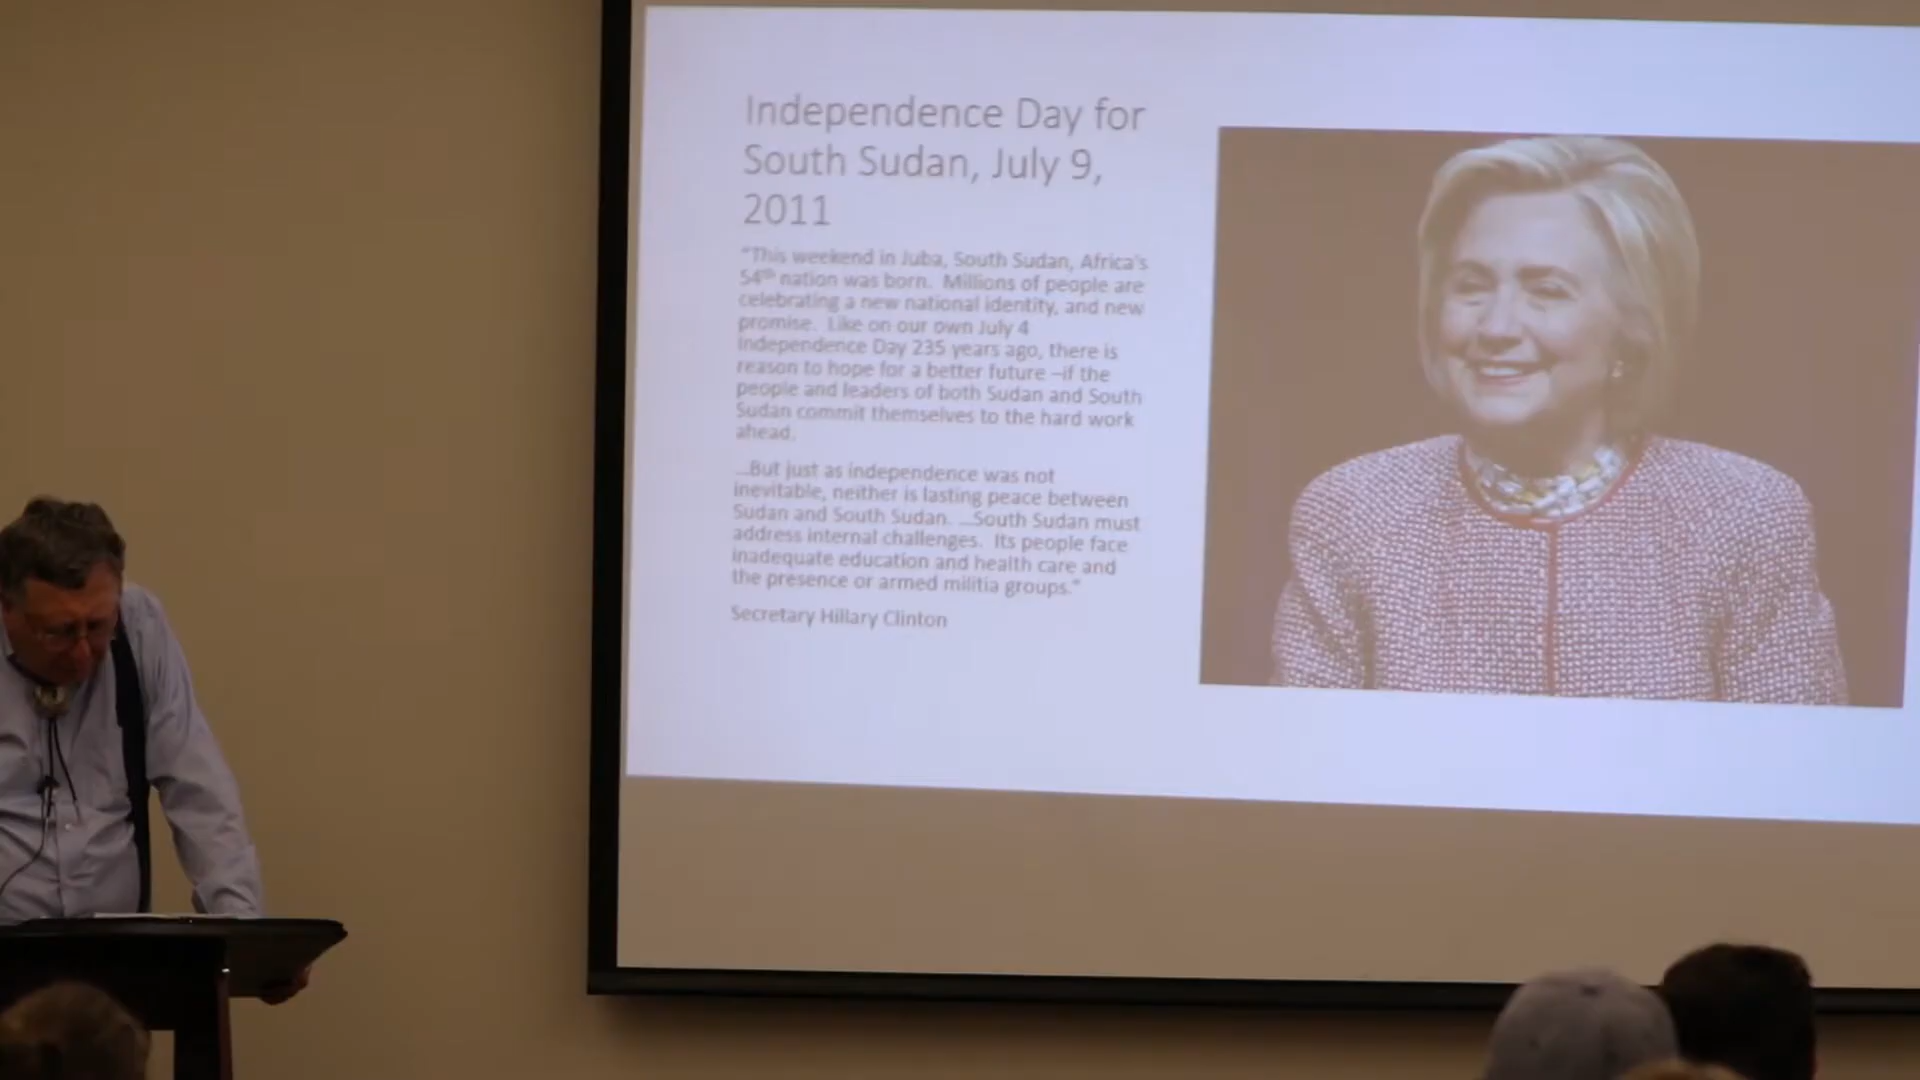 Independence Day for
South Sudan, July 9,
2011
"This weekend in Juba, South Sudan, Africa's
54th nation was born. Millions of people are
celebrating a new national identity, and new
promise. Like on our own July 4
Independence Day 235 years ago, there is
reason to hope for a better future –if the
people and leaders of both Sudan and South
Sudan commit themselves to the hard work
ahead.
...But just as independence was not
inevitable, neither is lasting peace between
Sudan and South Sudan. ...South Sudan must
address internal challenges. Its people face
inadequate education and health care and
the presence or armed militia groups."
Secretary Hillary Clinton